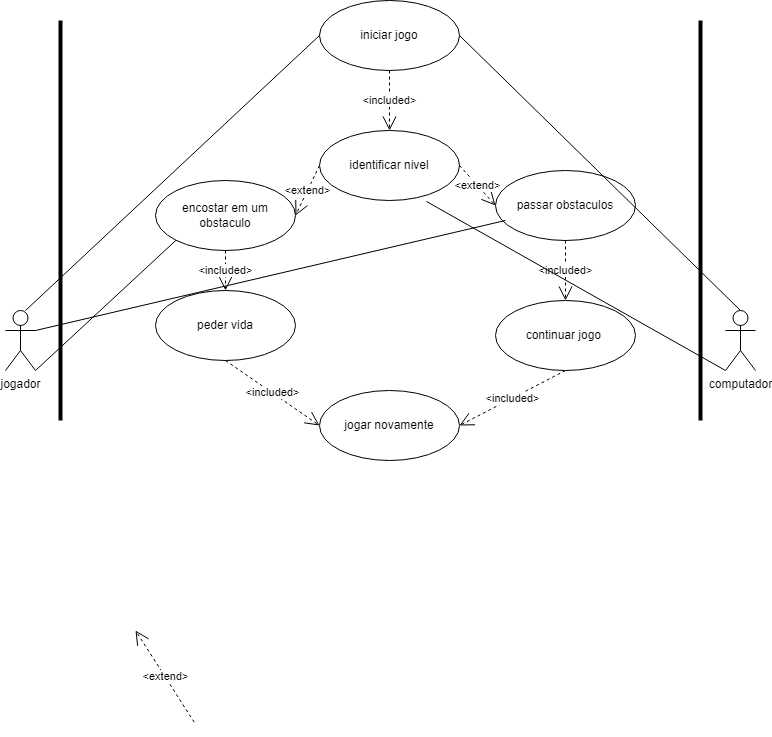 iniciar jogo
<included>
identificar nivel
<extend>
<extend>
encostar em um
obstaculo
passar obstaculos
<included>
<included>
peder vida
continuar jogo
jogador
computador
<included>
<included>
jogar novamente
<extend>